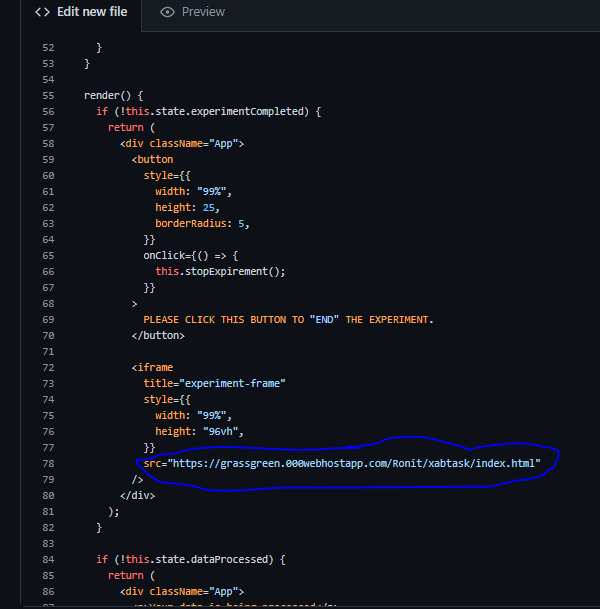 <> Edit new file Preview
52 }
53 }
54
55 render() {
56 if (!this.state.experimentCompleted) {
57 return (
58 <div className="App">
59 <button
60 style={{
61 width: "99%",
62 height: 25,
63 borderRadius: 5,
64 }}
65 onClick={() => {
66 this.stopExpirement();
67 }}
68 >
69 PLEASE CLICK THIS BUTTON TO "END" THE EXPERIMENT.
70 </button>
71
72 <iframe
73 title="experiment-frame"
74 style={{
75 width: "99%",
76 height: "96vh",
77 }}
78 src="https://grassgreen.000webhostapp.com/Ronit/xabtask/index.html"
79 />
80 </div>
81 );
82 }
83
84 if (!this.state.dataProcessed) {
85 return (
86 <div className="App">